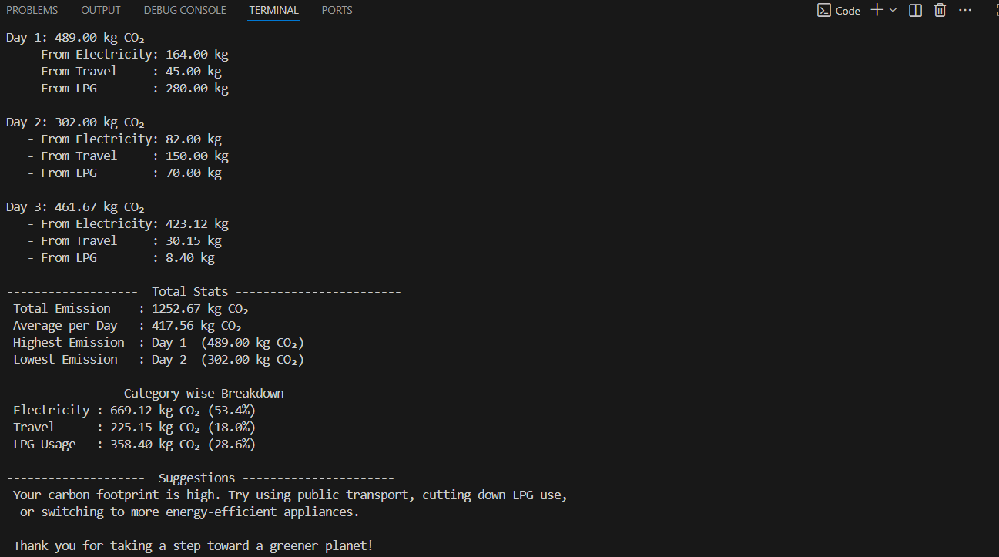 PROBLEMS OUTPUT DEBUG CONSOLE TERMINAL PORTS Code
Day 1: 489.00 kg CO₂
   - From Electricity: 164.00 kg
   - From Travel     : 45.00 kg
   - From LPG        : 280.00 kg
Day 2: 302.00 kg CO₂
   - From Electricity: 82.00 kg
   - From Travel     : 150.00 kg
   - From LPG        : 70.00 kg
Day 3: 461.67 kg CO₂
   - From Electricity: 423.12 kg
   - From Travel     : 30.15 kg
   - From LPG        : 8.40 kg
-------------------  Total Stats ------------------------
 Total Emission    : 1252.67 kg CO₂
 Average per Day   : 417.56 kg CO₂
 Highest Emission  : Day 1  (489.00 kg CO₂)
 Lowest Emission   : Day 2  (302.00 kg CO₂)
---------------- Category-wise Breakdown ----------------
 Electricity : 669.12 kg CO₂ (53.4%)
 Travel      : 225.15 kg CO₂ (18.0%)
 LPG Usage   : 358.40 kg CO₂ (28.6%)
--------------------  Suggestions ----------------------
 Your carbon footprint is high. Try using public transport, cutting down LPG use,
  or switching to more energy-efficient appliances.
 Thank you for taking a step toward a greener planet!